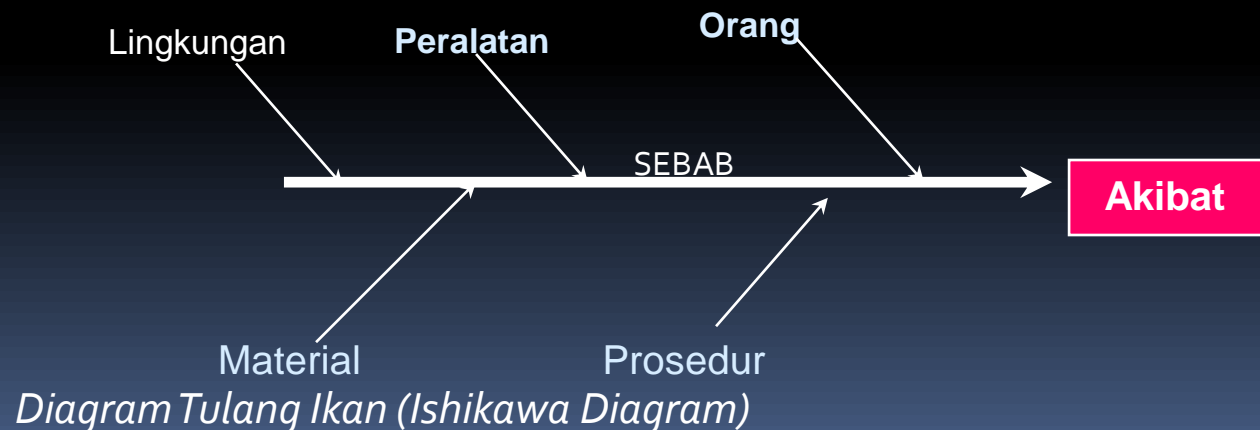 Lingkungan
Peralatan
Orang
SEBAB
Akibat
Material
Prosedur
Diagram Tulang Ikan (Ishikawa Diagram)